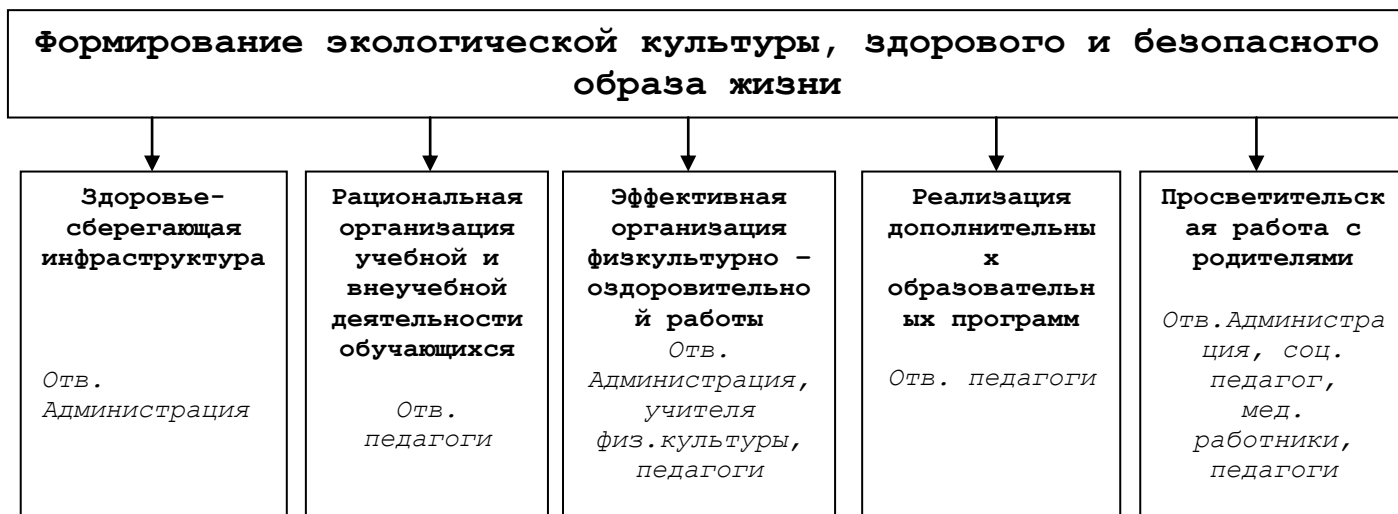 Формирование экологической культуры, здорового и безопасного
образа жизни
Здоровье-
сберегающая
инфраструктура
Отв.
Администрация
Рациональная
организация
учебной и
внеучебной
деятельности
обучающихся
Отв.
педагоги
Эффективная
организация
физкультурно –
оздоровительно
й работы
Отв.
Администрация,
учителя
физ.культуры,
педагоги
Реализация
дополнительны
х
образовательн
ых программ
Отв. педагоги
Просветительск
ая работа с
родителями
Отв.Администра
ция, соц.
педагог,
мед.
работники,
педагоги